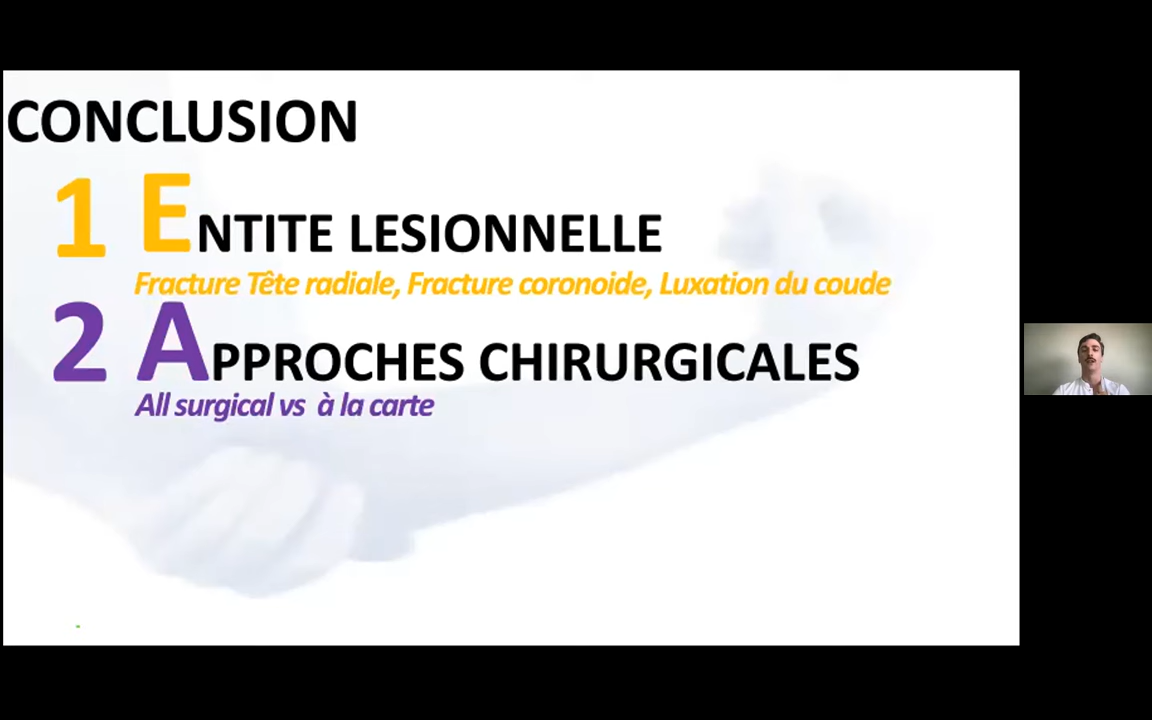 CONCLUSION
1 ENTITE LESIONNELLE
Fracture Tête radiale, Fracture coronoide, Luxation du coude
2 APPROCHES CHIRURGICALES
All surgical vs à la carte